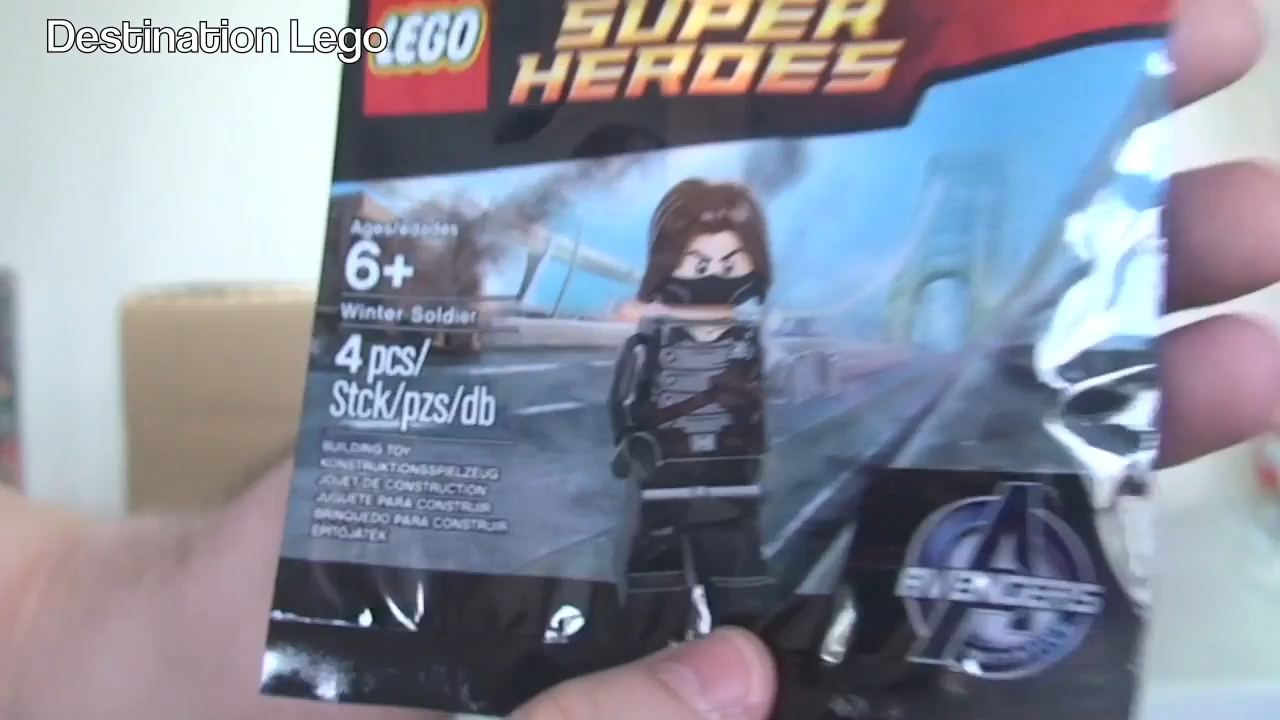 Destination Lego
LEGO
SUPER
HEROES
Ages/edades
6+
Winter Soldier
4 pcs/
Stck/pzs/db
BUILDING TOY
KONSTRUKTIONSSPIELZEUG
JOUET DE CONSTRUCTION
JUGUETE PARA CONSTRUIR
BRINQUEDO PARA CONSTRUIR
ÉPÍTŐJÁTÉK
AVENGERS